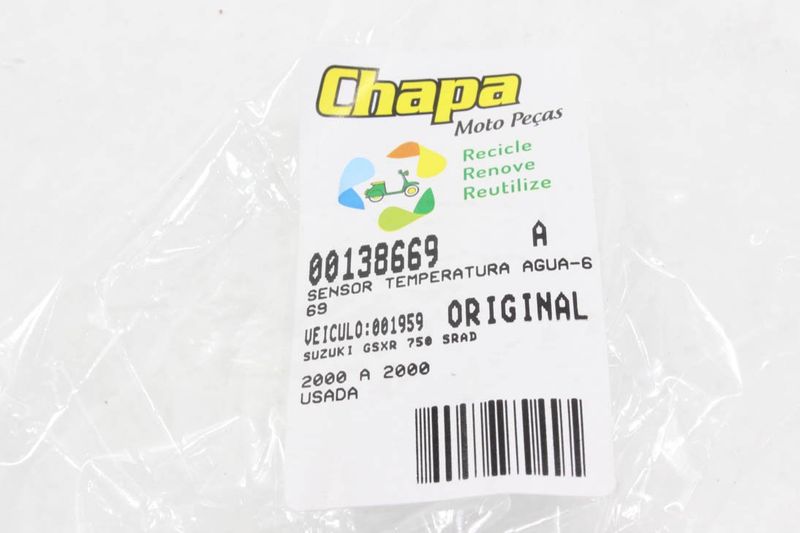 Chapa
Moto Peças
Recicle
Renove
Reutilize
00138669 A
SENSOR TEMPERATURA AGUA-6
69
VEICULO:001959 ORIGINAL
SUZUKI GSXR 750 SRAD
2000 A 2000
USADA